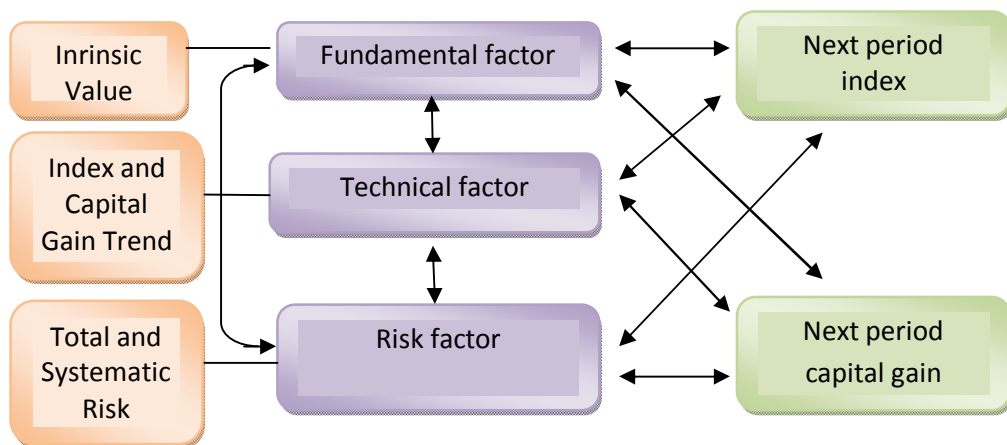 Inrinsic
Value
Fundamental factor
Next period
index
Index and
Capital
Gain Trend
Technical factor
Total and
Systematic
Risk
Risk factor
Next period
capital gain